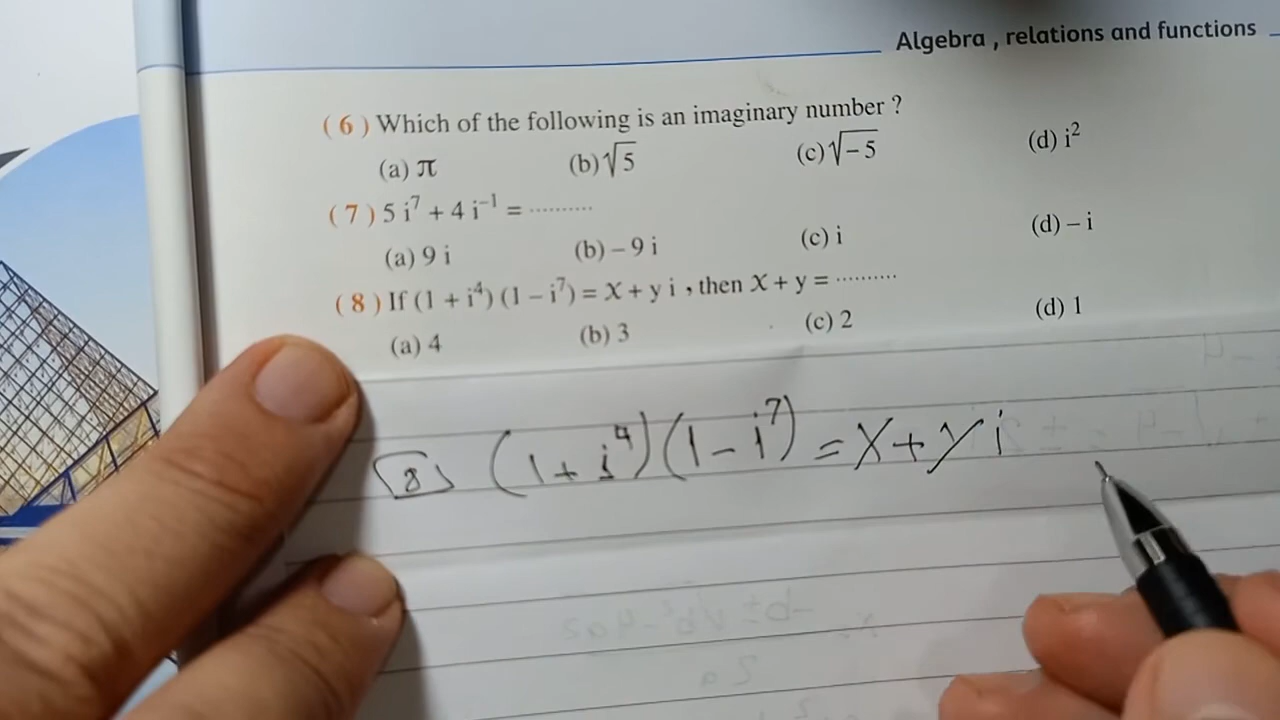 Algebra , relations and functions
( 6 ) Which of the following is an imaginary number ?
(a) π (b) √5 (c) √−5 (d) i²
( 7 ) 5 i⁷ + 4 i⁻¹ = ··········
(a) 9 i (b) – 9 i (c) i (d) – i
( 8 ) If (1 + i⁴) (1 – i⁷) = X + y i , then X + y = ··········
(a) 4 (b) 3 (c) 2 (d) 1
8 (1 + i⁴) (1 – i⁷) = X + y i